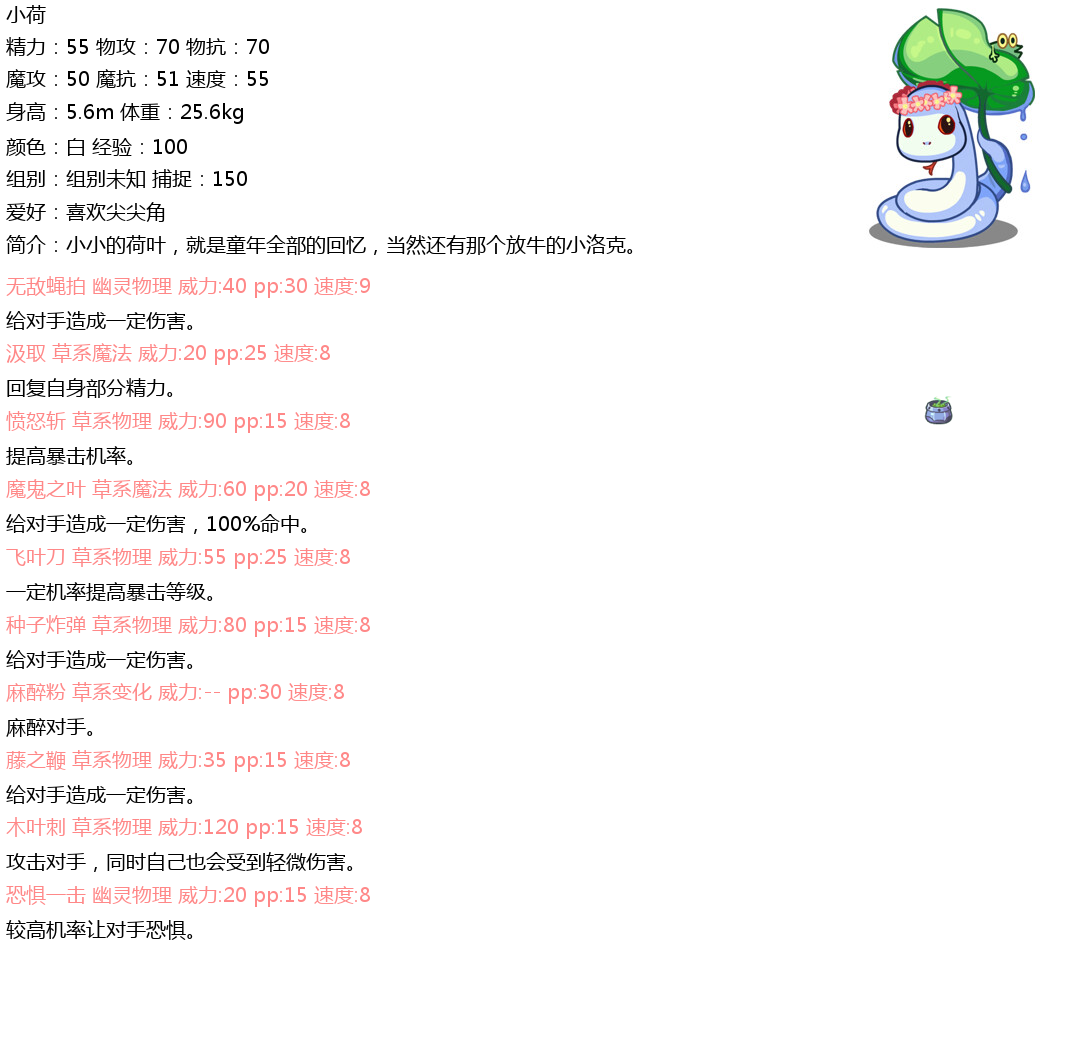 小荷
精力：55 物攻：70 物抗：70
魔攻：50 魔抗：51 速度：55
身高：5.6m 体重：25.6kg
颜色：白 经验：100
组别：组别未知 捕捉：150
爱好：喜欢尖尖角
简介：小小的荷叶，就是童年全部的回忆，当然还有那个放牛的小洛克。
无敌蝇拍 幽灵物理 威力:40 pp:30 速度:9
给对手造成一定伤害。
汲取 草系魔法 威力:20 pp:25 速度:8
回复自身部分精力。
愤怒斩 草系物理 威力:90 pp:15 速度:8
提高暴击机率。
魔鬼之叶 草系魔法 威力:60 pp:20 速度:8
给对手造成一定伤害，100%命中。
飞叶刀 草系物理 威力:55 pp:25 速度:8
一定机率提高暴击等级。
种子炸弹 草系物理 威力:80 pp:15 速度:8
给对手造成一定伤害。
麻醉粉 草系变化 威力:-- pp:30 速度:8
麻醉对手。
藤之鞭 草系物理 威力:35 pp:15 速度:8
给对手造成一定伤害。
木叶刺 草系物理 威力:120 pp:15 速度:8
攻击对手，同时自己也会受到轻微伤害。
恐惧一击 幽灵物理 威力:20 pp:15 速度:8
较高机率让对手恐惧。